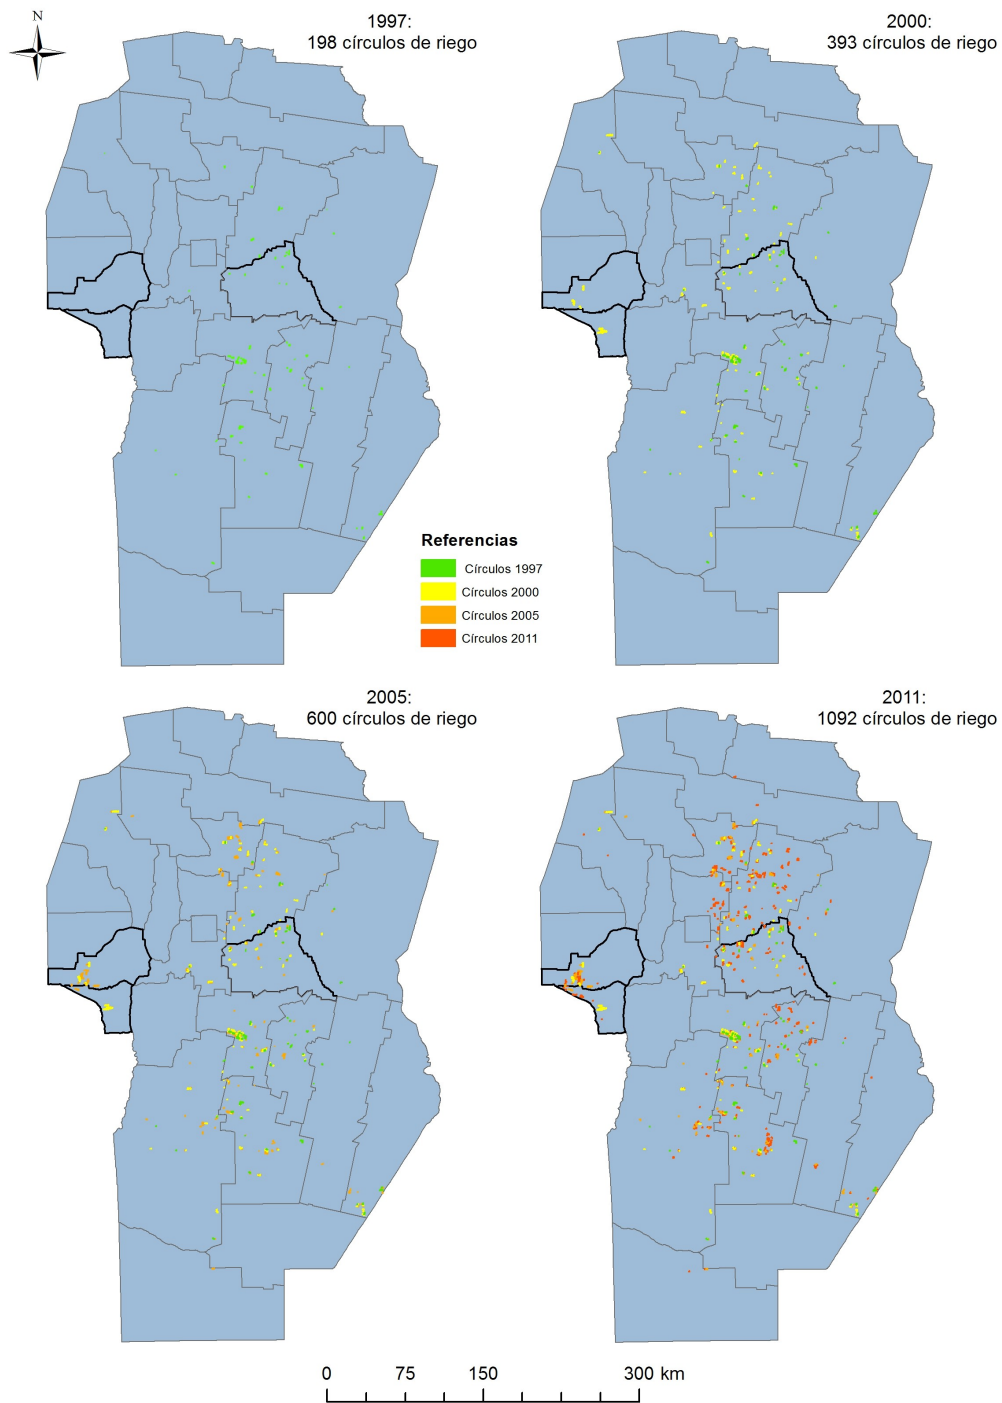 N
1997:
198 círculos de riego
2000:
393 círculos de riego
Referencias
Círculos 1997
Círculos 2000
Círculos 2005
Círculos 2011
2005:
600 círculos de riego
2011:
1092 círculos de riego
0 75 150 300 km